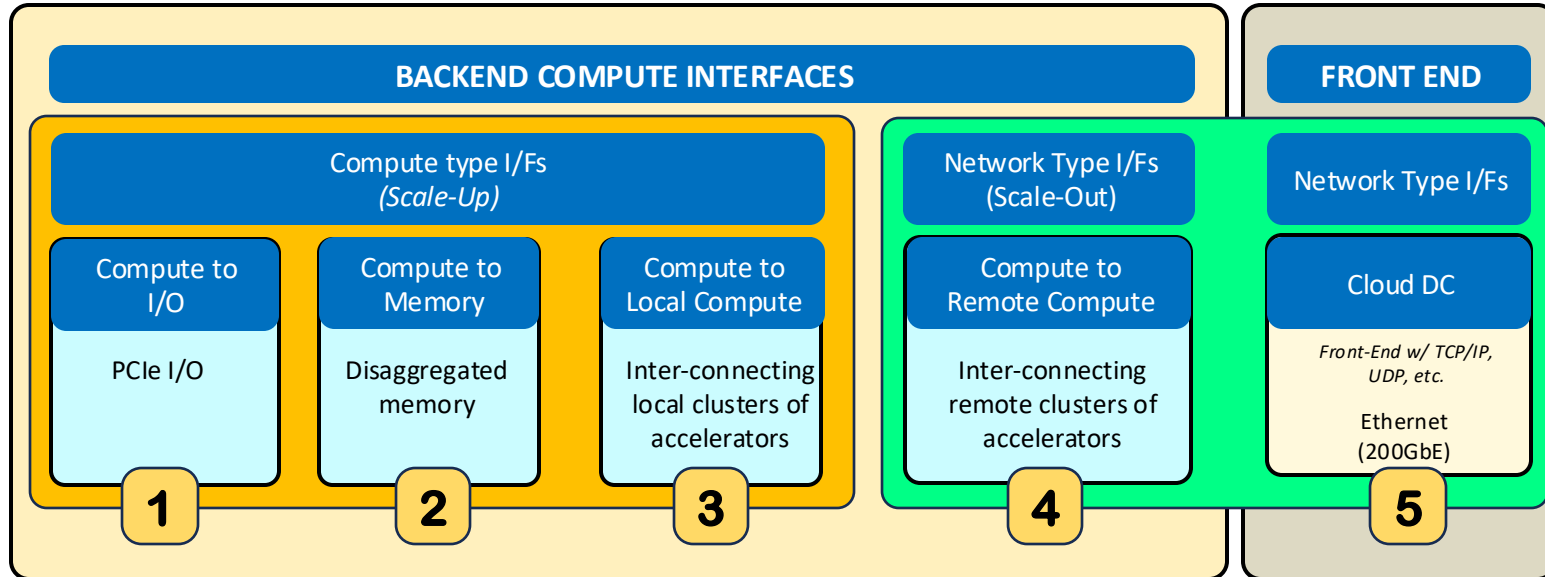 BACKEND COMPUTE INTERFACES
FRONT END
Compute type I/Fs
(Scale-Up)
Network Type I/Fs
(Scale-Out)
Network Type I/Fs
Compute to
I/O
PCIe I/O
1
Compute to
Memory
Disaggregated
memory
2
Compute to
Local Compute
Inter-connecting
local clusters of
accelerators
3
Compute to
Remote Compute
Inter-connecting
remote clusters of
accelerators
4
Cloud DC
Front-End w/ TCP/IP,
UDP, etc.
Ethernet
(200GbE)
5